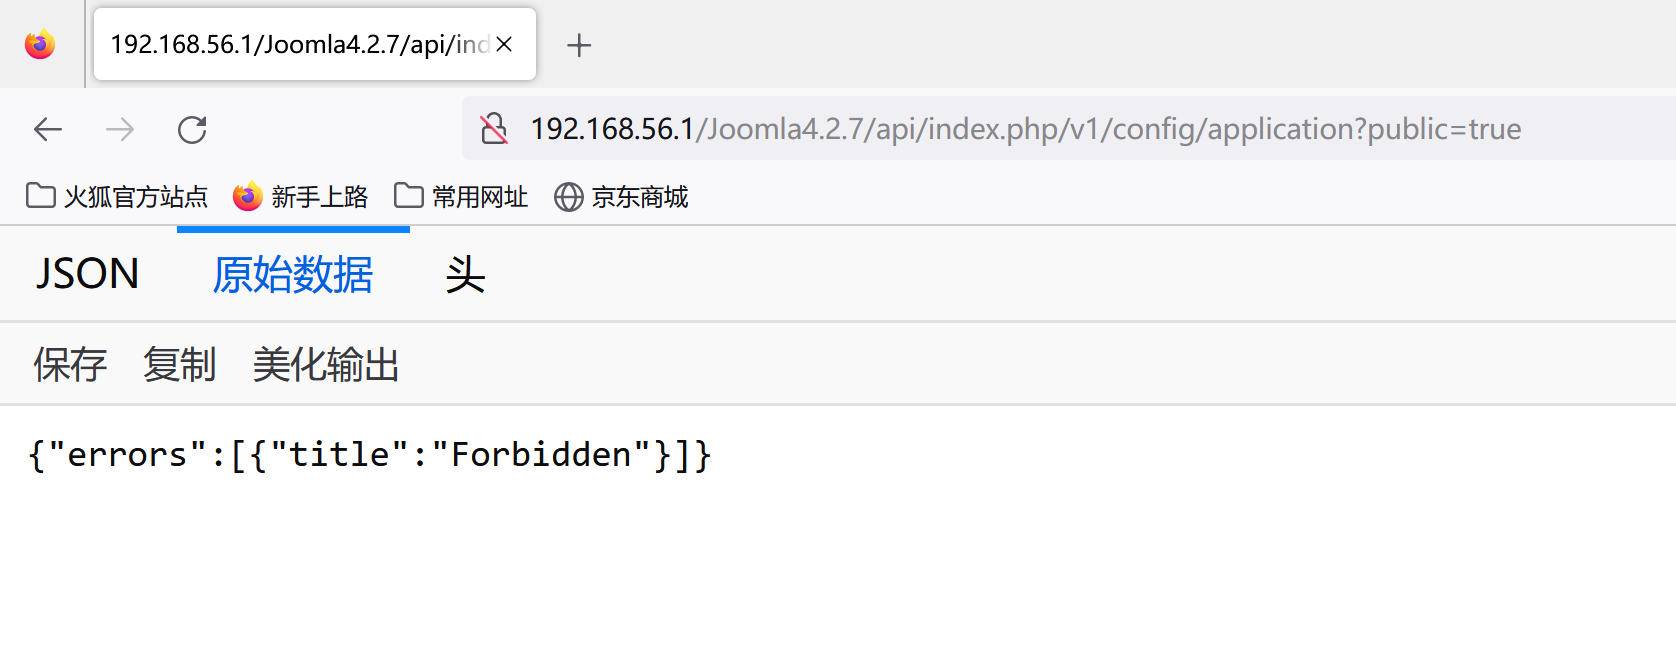 192.168.56.1/Joomla4.2.7/api/ind
192.168.56.1/Joomla4.2.7/api/index.php/v1/config/application?public=true
火狐官方站点 新手上路 常用网址 京东商城
JSON 原始数据 头
保存 复制 美化输出
{"errors":[{"title":"Forbidden"}]}